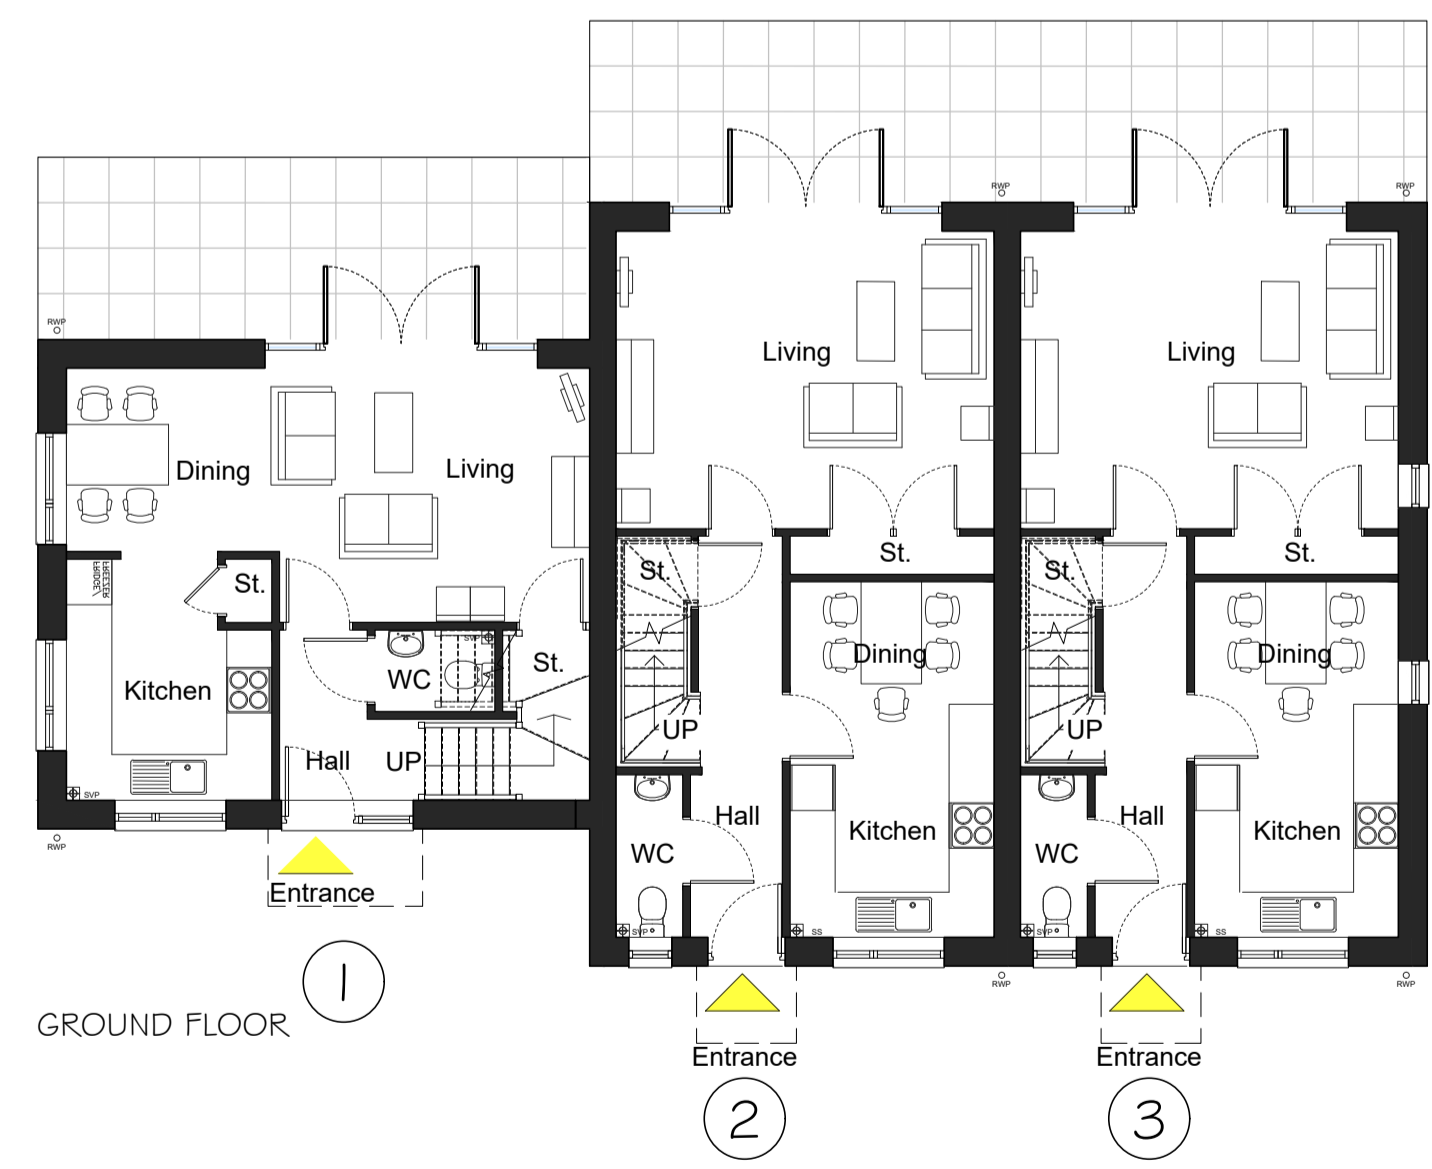 RWP
RWP
RWP
Living
Living
Dining
Living
FRIDGE/
FREEZER
St.
St.
St.
St.
St.
SVP
WC
St.
Kitchen
Dining
Dining
UP
UP
Hall
UP
SVP
Hall
Kitchen
Hall
Kitchen
RWP
WC
WC
Entrance
SVP
SS
SVP
SS
1
RWP
RWP
GROUND FLOOR
Entrance
Entrance
2
3